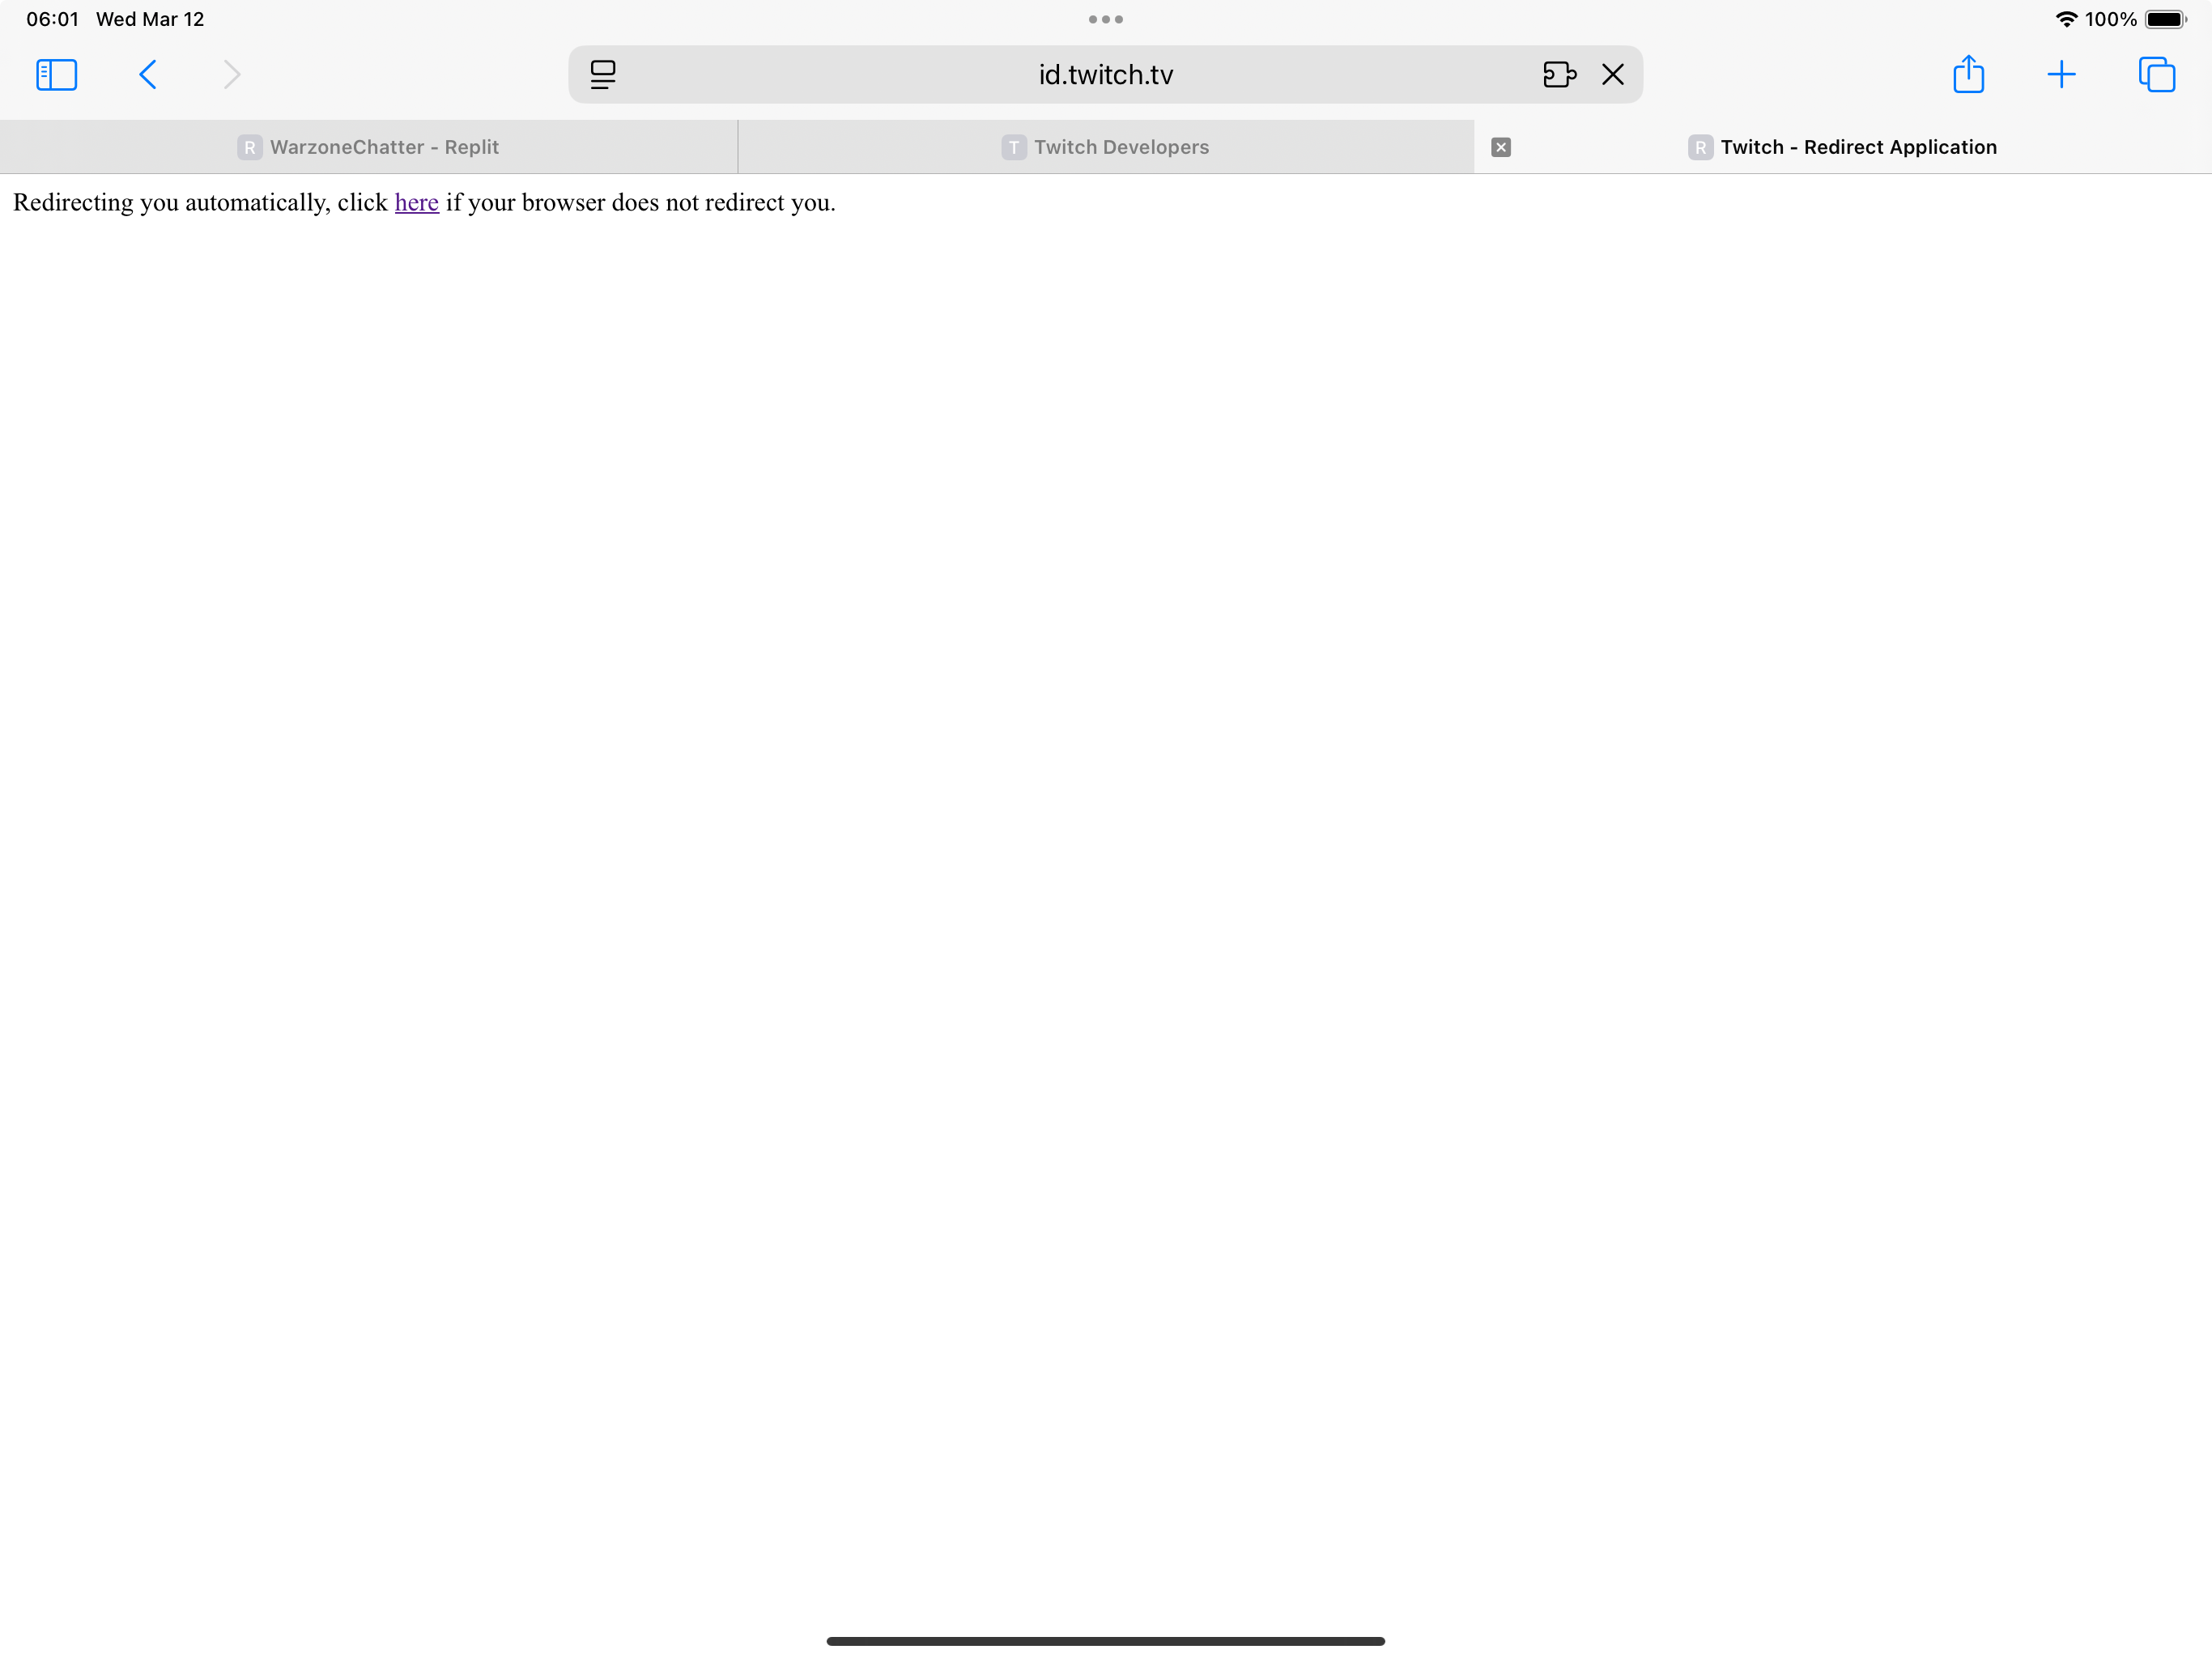 06:01 Wed Mar 12
100%
id.twitch.tv
R WarzoneChatter - Replit
T Twitch Developers
R Twitch - Redirect Application
Redirecting you automatically, click here if your browser does not redirect you.